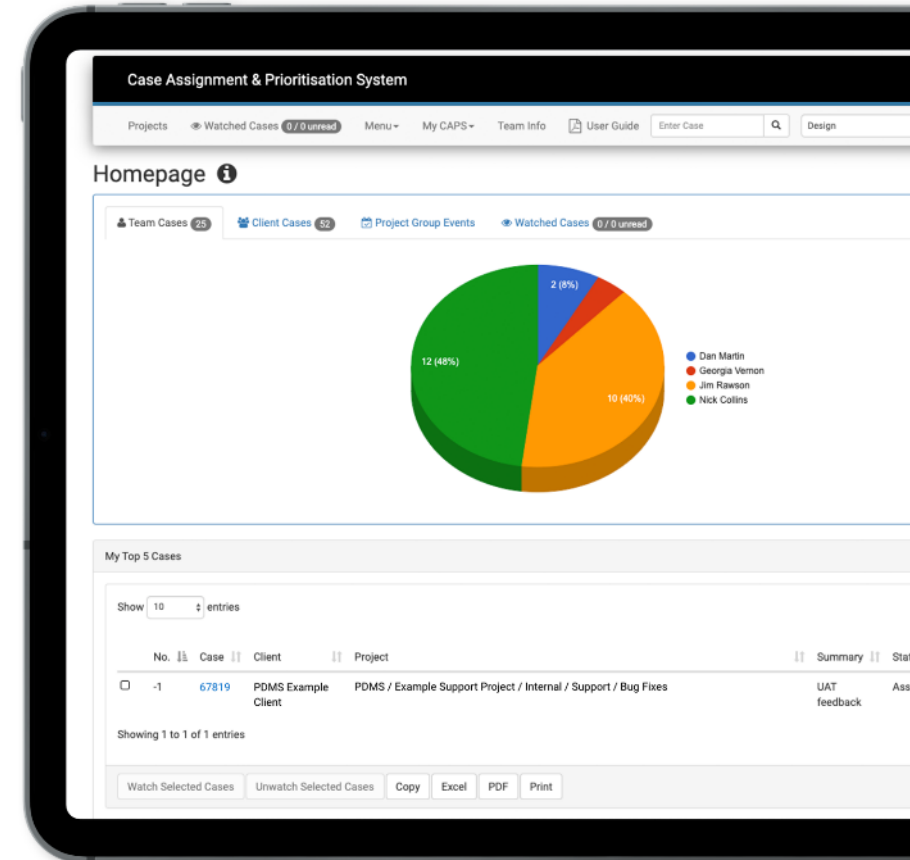 Case Assignment & Prioritisation System
Projects Watched Cases 0 / 0 unread Menu My CAPS Team Info User Guide Enter Case Design
Homepage
Team Cases 25 Client Cases 52 Project Group Events Watched Cases 0 / 0 unread
2 (8%)
12 (48%)
10 (40%)
Dan Martin
Georgia Vernon
Jim Rawson
Nick Collins
My Top 5 Cases
Show 10 entries
No. Case Client Project Summary Stat
-1 67819 PDMS Example PDMS / Example Support Project / Internal / Support / Bug Fixes UAT Ass
Client feedback
Showing 1 to 1 of 1 entries
Watch Selected Cases Unwatch Selected Cases Copy Excel PDF Print